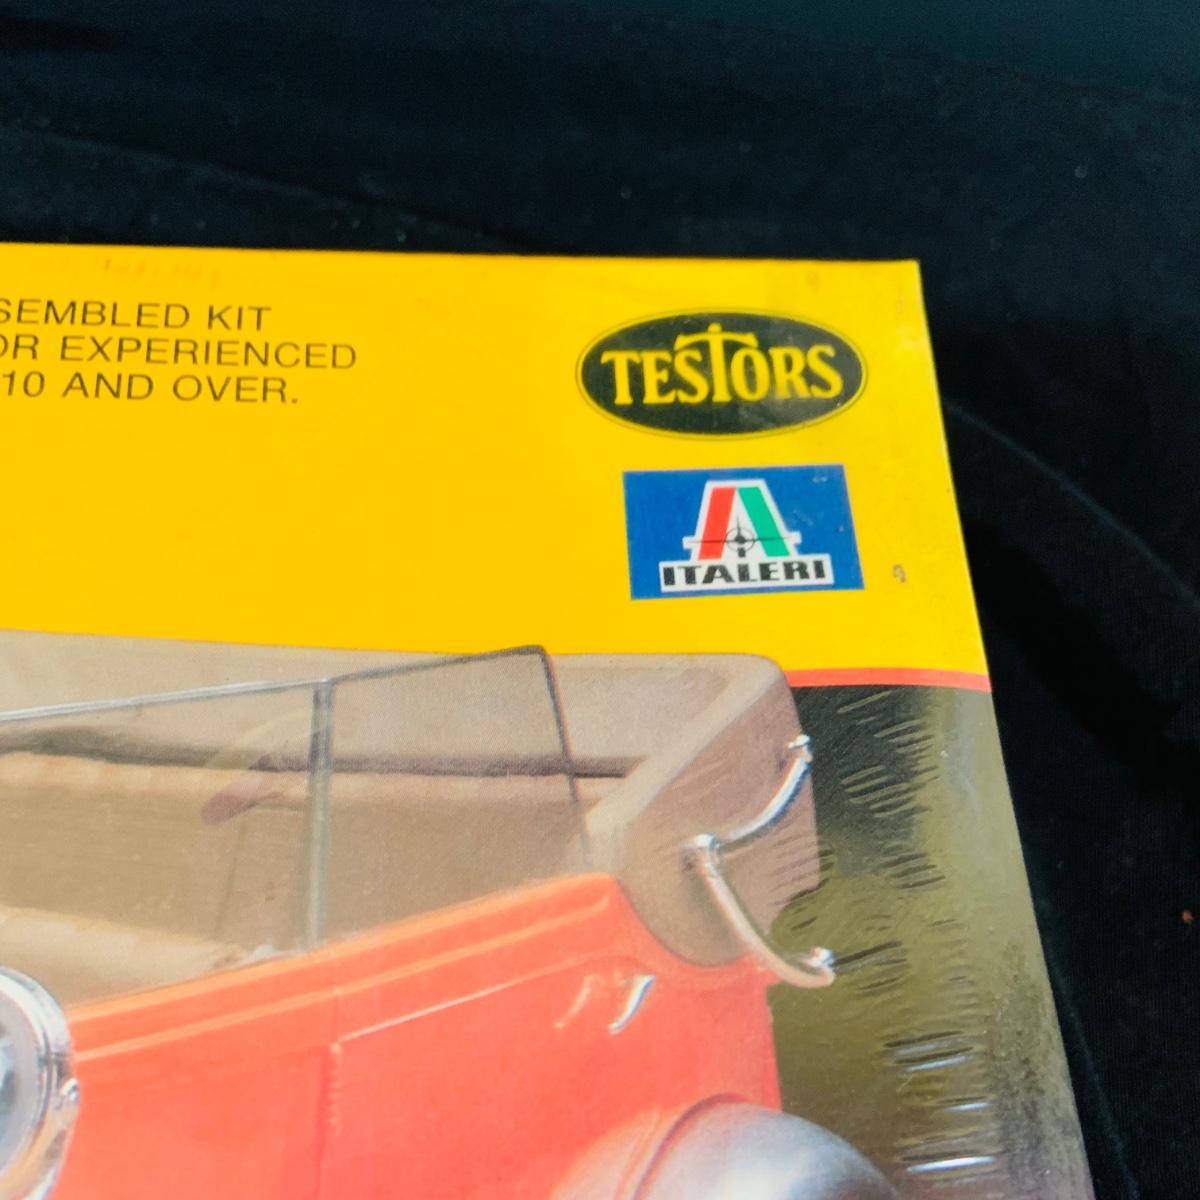 SEMBLED KIT
OR EXPERIENCED
10 AND OVER.
TESTORS
ITALERI